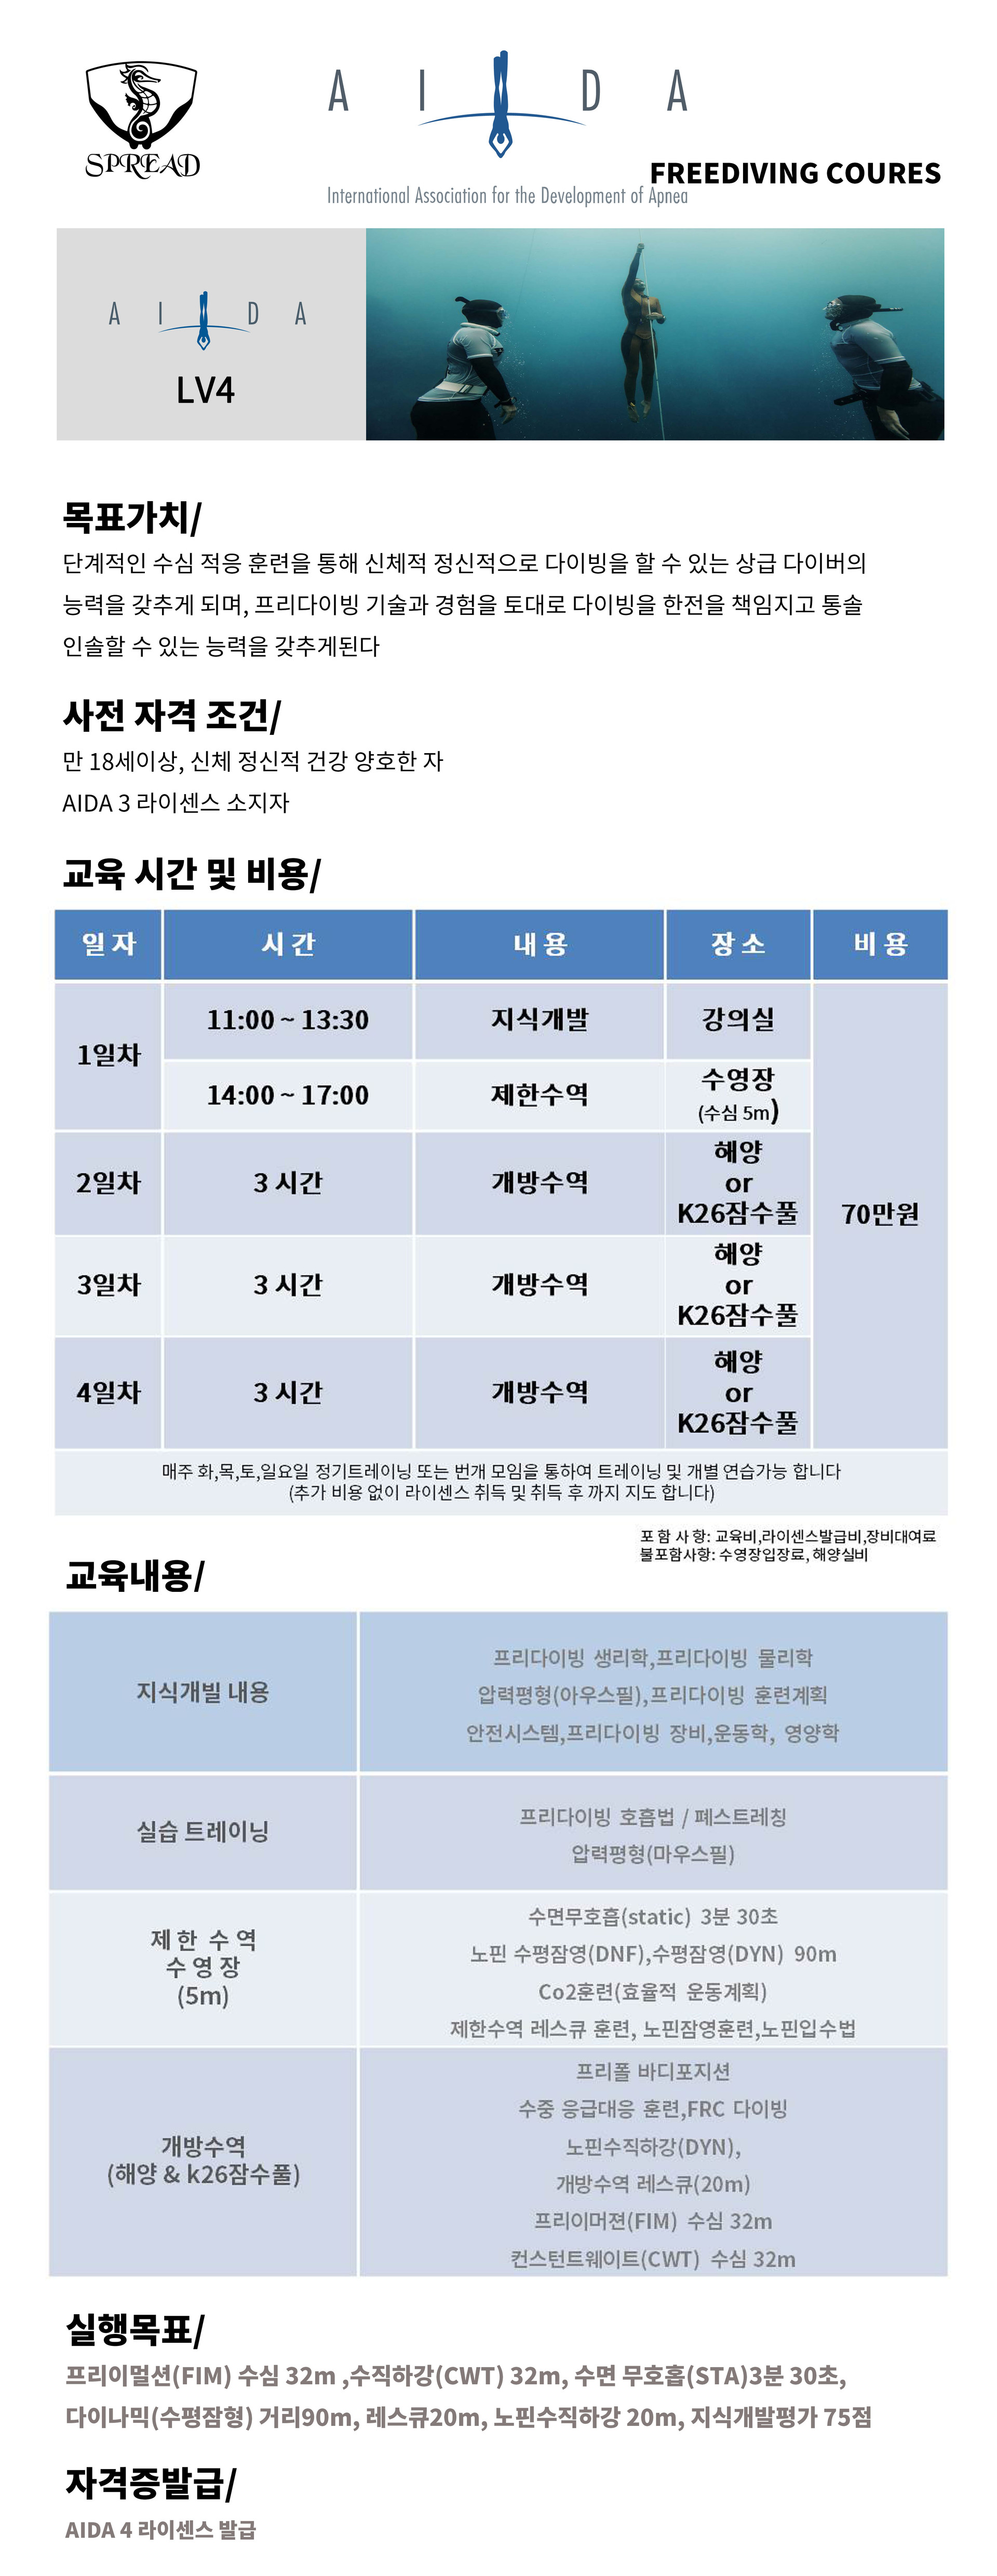 SPREAD
A I D A
International Association for the Development of Apnea
FREEDIVING COURES
A I D A
LV4
목표가치/
단계적인 수심 적응 훈련을 통해 신체적 정신적으로 다이빙을 할 수 있는 상급 다이버의
능력을 갖추게 되며, 프리다이빙 기술과 경험을 토대로 다이빙을 한전을 책임지고 통솔
인솔할 수 있는 능력을 갖추게된다
사전 자격 조건/
만 18세이상, 신체 정신적 건강 양호한 자
AIDA 3 라이센스 소지자
교육 시간 및 비용/
일 자 시 간 내 용 장 소 비 용
1일차 11:00 ~ 13:30 지식개발 강의실
14:00 ~ 17:00 제한수역 수영장
(수심 5m)
2일차 3 시간 개방수역 해양
or
K26잠수풀
70만원
3일차 3 시간 개방수역 해양
or
K26잠수풀
4일차 3 시간 개방수역 해양
or
K26잠수풀
매주 화,목,토,일요일 정기트레이닝 또는 번개 모임을 통하여 트레이닝 및 개별 연습가능 합니다
(추가 비용 없이 라이센스 취득 및 취득 후 까지 지도 합니다)
포 함 사 항: 교육비,라이센스발급비,장비대여료
불포함사항: 수영장입장료, 해양실비
교육내용/
지식개빌 내용
프리다이빙 생리학,프리다이빙 물리학
압력평형(아우스필),프리다이빙 훈련계획
안전시스템,프리다이빙 장비,운동학, 영양학
실습 트레이닝
프리다이빙 호흡법 / 폐스트레칭
압력평형(마우스필)
제 한 수 역
수 영 장
(5m)
수면무호흡(static) 3분 30초
노핀 수평잠영(DNF),수평잠영(DYN) 90m
Co2훈련(효율적 운동계획)
제한수역 레스큐 훈련, 노핀잠영훈련,노핀입수법
개방수역
(해양 & k26잠수풀)
프리폴 바디포지션
수중 응급대응 훈련,FRC 다이빙
노핀수직하강(DYN),
개방수역 레스큐(20m)
프리이머젼(FIM) 수심 32m
컨스턴트웨이트(CWT) 수심 32m
실행목표/
프리이멀션(FIM) 수심 32m ,수직하강(CWT) 32m, 수면 무호홉(STA)3분 30초,
다이나믹(수평잠형) 거리90m, 레스큐20m, 노핀수직하강 20m, 지식개발평가 75점
자격증발급/
AIDA 4 라이센스 발급